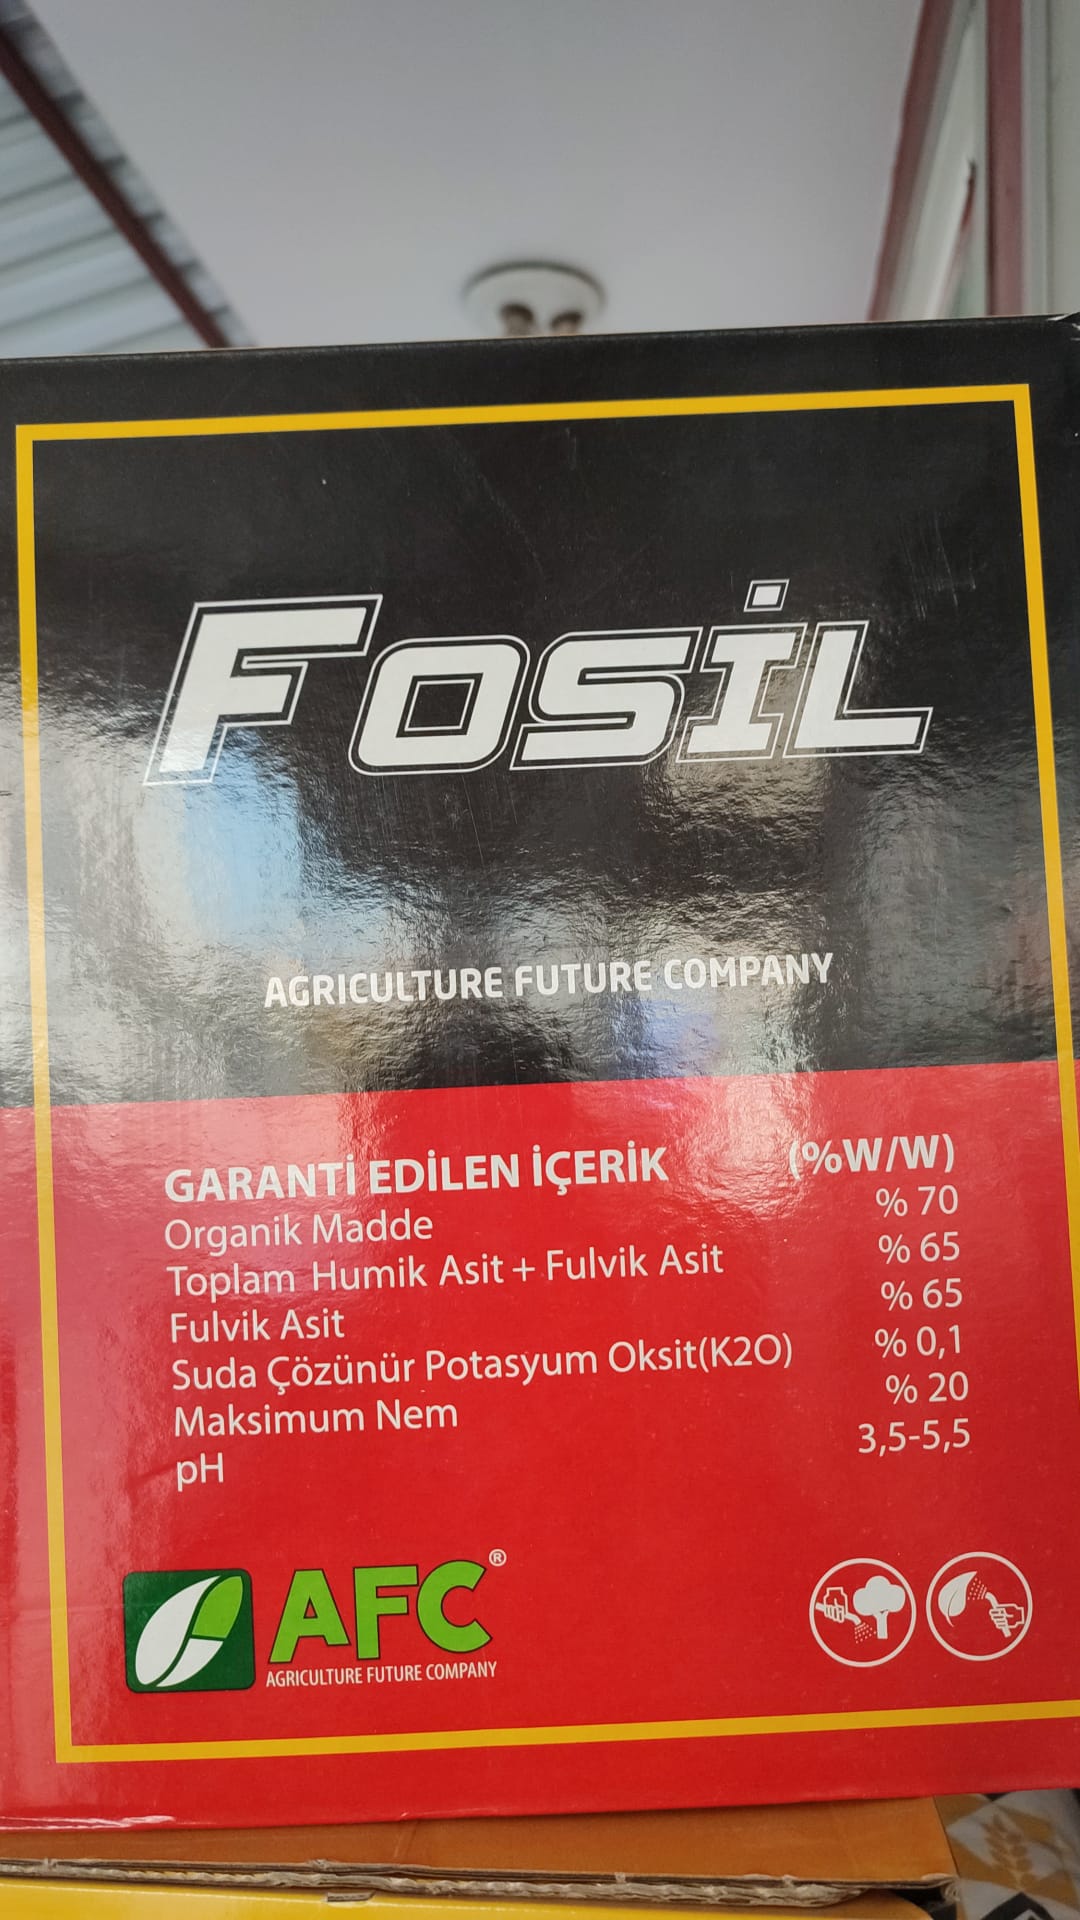 FOSİL
AGRICULTURE FUTURE COMPANY
GARANTİ EDİLEN İÇERİK (%W/W)
Organik Madde % 70
Toplam Humik Asit + Fulvik Asit % 65
Fulvik Asit % 65
Suda Çözünür Potasyum Oksit(K2O) % 0,1
Maksimum Nem % 20
pH 3,5-5,5
AFC®
AGRICULTURE FUTURE COMPANY